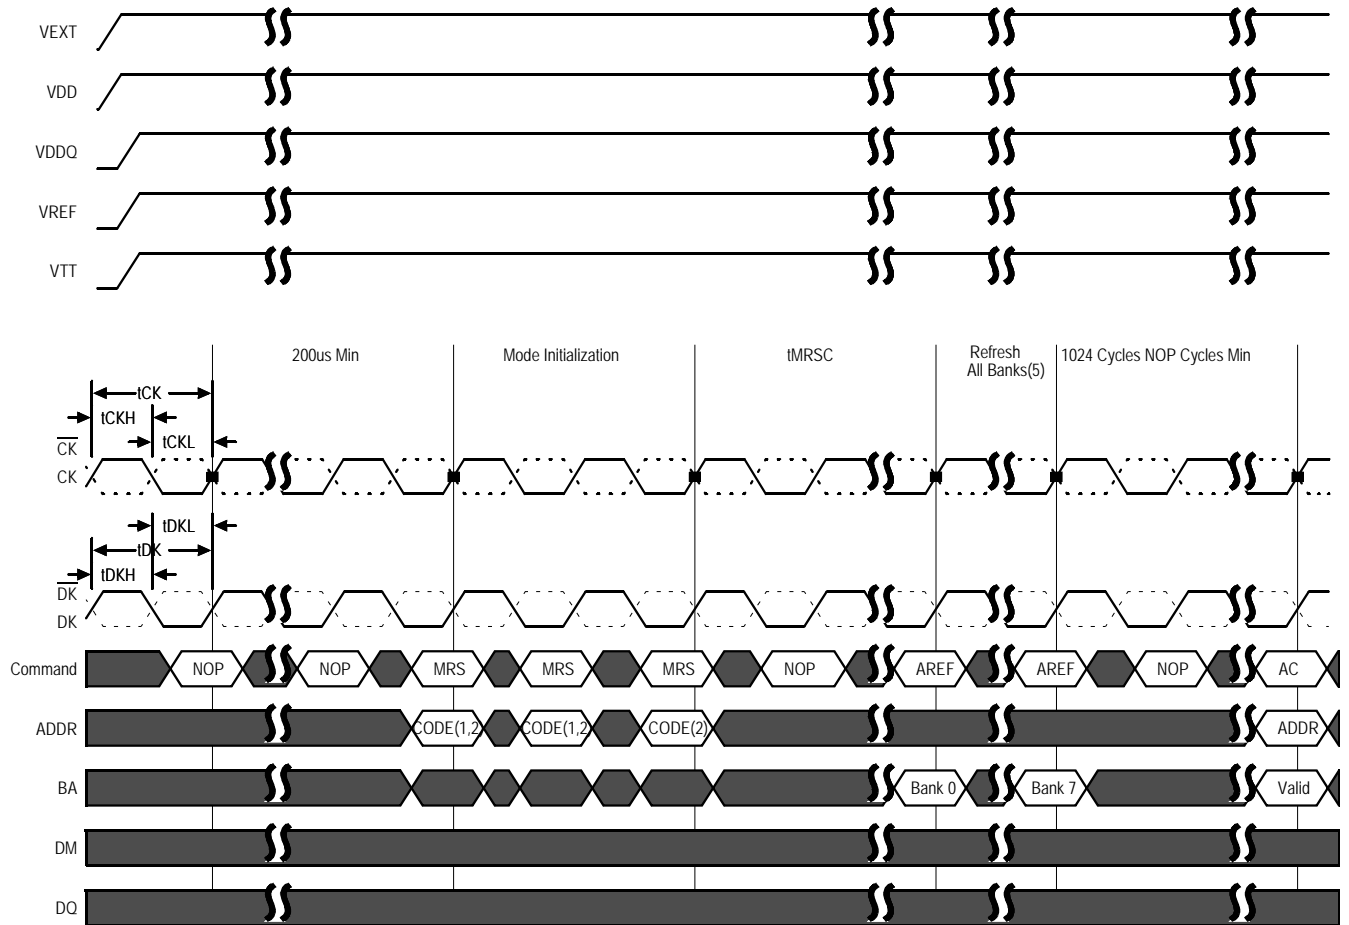 VEXT
VDD
VDDQ
VREF
VTT
200us Min
Mode Initialization
tMRSC
Refresh
All Banks(5)
1024 Cycles NOP Cycles Min
tCK
tCKH
tCKL
CK
CK
tDKL
tDK
tDKH
DK
DK
Command NOP NOP MRS MRS MRS NOP AREF AREF NOP AC
ADDR CODE(1,2 CODE(1,2 CODE(2) ADDR
BA Bank 0 Bank 7 Valid
DM
DQ